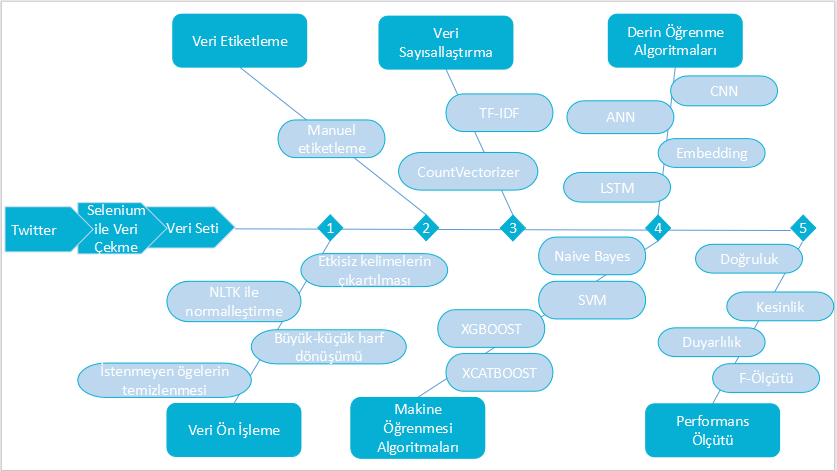 Veri Etiketleme
Veri
Sayısallaştırma
Derin Öğrenme
Algoritmaları
CNN
TF-IDF
ANN
Manuel
etiketleme
Embedding
CountVectorizer
LSTM
Twitter
Selenium
ile Veri
Çekme
Veri Seti
1
2
3
4
5
Etkisiz kelimelerin
çıkartılması
Naive Bayes
Doğruluk
NLTK ile
normalleştirme
SVM
Kesinlik
XGBOOST
Büyük-küçük harf
dönüşümü
Duyarlılık
İstenmeyen ögelerin
temizlenmesi
XCATBOOST
F-Ölçütü
Veri Ön İşleme
Makine
Öğrenmesi
Algoritmaları
Performans
Ölçütü